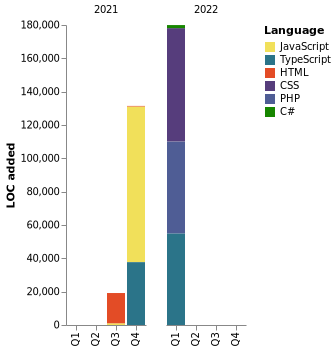 2021
2022
LOC added
180,000
160,000
140,000
120,000
100,000
80,000
60,000
40,000
20,000
0
Q1
Q2
Q3
Q4
Q1
Q2
Q3
Q4
Language
JavaScript
TypeScript
HTML
CSS
PHP
C#